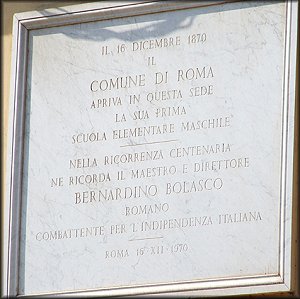 IL 16 DICEMBRE 1870
IL
COMUNE DI ROMA
APRIVA IN QUESTA SEDE
LA SUA PRIMA
SCUOLA ELEMENTARE MASCHILE
NELLA RICORRENZA CENTENARIA
NE RICORDA IL MAESTRO E DIRETTORE
BERNARDINO BOLASCO
ROMANO
COMBATTENTE PER L'INDIPENDENZA ITALIANA
ROMA 16 XII 1970